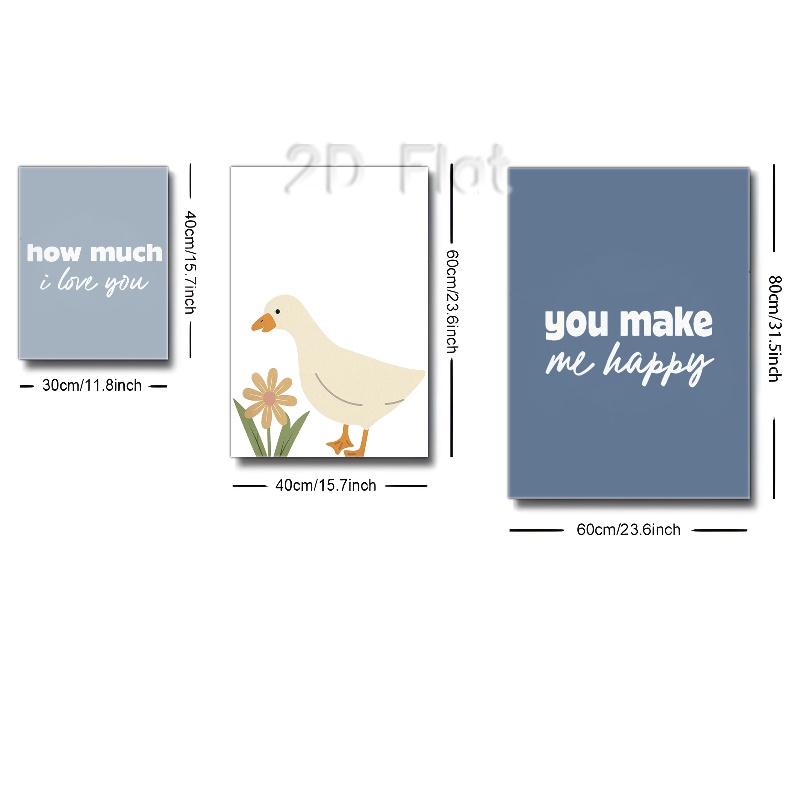 2D Flat
how much
i love you
40cm/15.7inch
30cm/11.8inch
60cm/23.6inch
40cm/15.7inch
you make
me happy
80cm/31.5inch
60cm/23.6inch